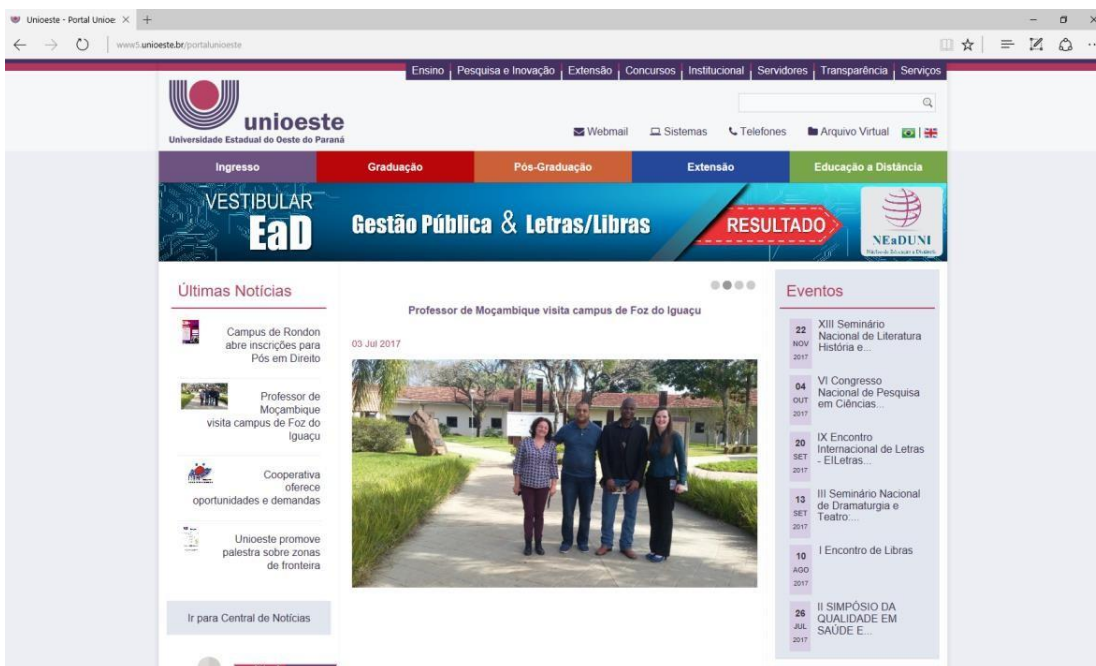 Unioeste - Portal Unioe
www5.unioeste.br/portalunioeste
Ensino Pesquisa e Inovação Extensão Concursos Institucional Servidores Transparência Serviços
unioeste
Universidade Estadual do Oeste do Paraná
Webmail Sistemas Telefones Arquivo Virtual
Ingresso Graduação Pós-Graduação Extensão Educação a Distância
VESTIBULAR
EaD
Gestão Pública & Letras/Libras
RESULTADO
NEaDUNI
Núcleo de Educação a Distância
Últimas Notícias
Campus de Rondon
abre inscrições para
Pós em Direito
Professor de
Moçambique
visita campus de Foz do
Iguaçu
Cooperativa
oferece
oportunidades e demandas
Unioeste promove
palestra sobre zonas
de fronteira
Ir para Central de Notícias
Professor de Moçambique visita campus de Foz do Iguaçu
03 Jul 2017
Eventos
22
NOV
2017
XIII Seminário
Nacional de Literatura
História e...
04
OUT
2017
VI Congresso
Nacional de Pesquisa
em Ciências...
20
SET
2017
IX Encontro
Internacional de Letras
- EILetras...
13
SET
2017
III Seminário Nacional
de Dramaturgia e
Teatro:...
10
AGO
2017
I Encontro de Libras
26
JUL
2017
II SIMPÓSIO DA
QUALIDADE EM
SAÚDE E...